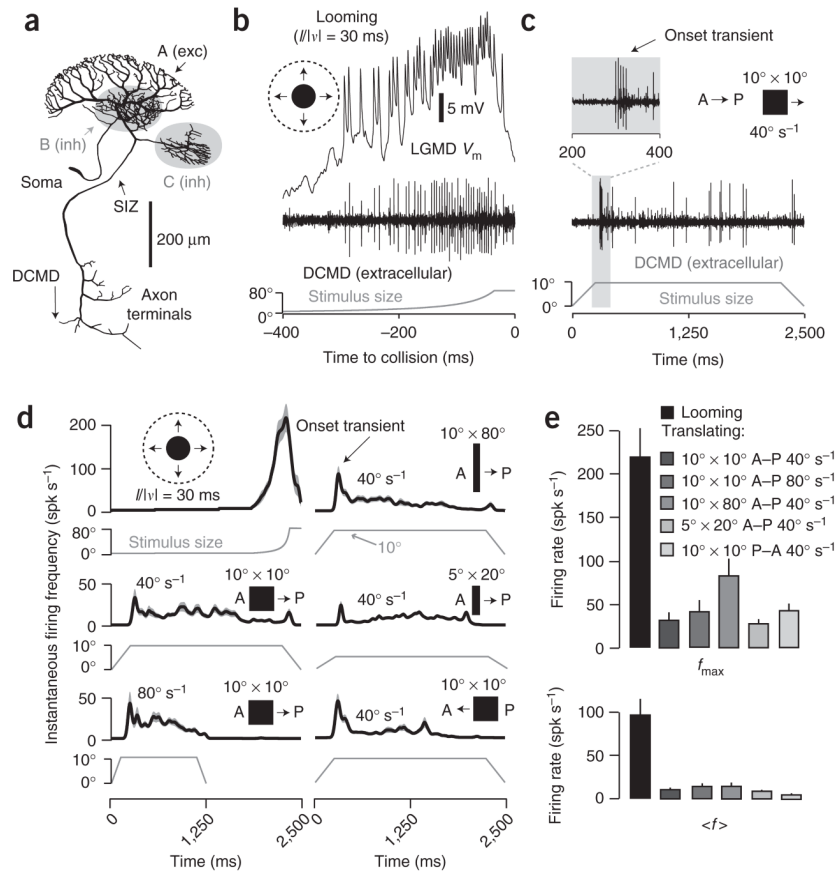 a
A (exc)
B (inh)
C (inh)
Soma
SIZ
200 μm
DCMD
Axon
terminals
b
Looming
(l/|v| = 30 ms)
5 mV
LGMD Vm
DCMD (extracellular)
80°
0°
Stimulus size
–400
–200
0
Time to collision (ms)
c
Onset transient
10° × 10°
A → P
40° s–1
200
400
DCMD (extracellular)
10°
0°
Stimulus size
0
1,250
2,500
Time (ms)
d
Instantaneous firing frequency (spk s–1)
200
100
0
l/|v| = 30 ms
Onset transient
10° × 80°
A → P
40° s–1
80°
0°
Stimulus size
10°
50
0
40° s–1
10° × 10°
A → P
40° s–1
5° × 20°
A → P
10°
0°
50
0
80° s–1
10° × 10°
A → P
40° s–1
10° × 10°
A ← P
10°
0°
0
1,250
2,500
Time (ms)
0
1,250
2,500
Time (ms)
e
Looming
Translating:
10° × 10° A–P 40° s–1
10° × 10° A–P 80° s–1
10° × 80° A–P 40° s–1
5° × 20° A–P 40° s–1
10° × 10° P–A 40° s–1
Firing rate (spk s–1)
250
200
150
100
50
0
fmax
Firing rate (spk s–1)
100
50
0
<f>